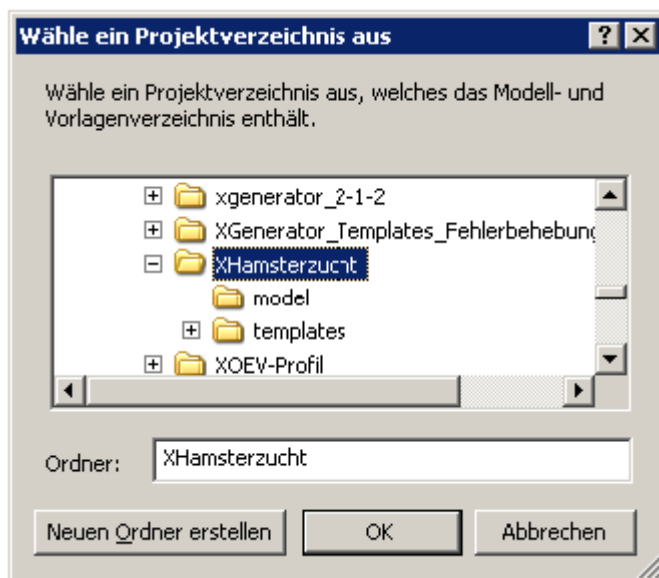 Wähle ein Projektverzeichnis aus
Wähle ein Projektverzeichnis aus, welches das Modell- und
Vorlagenverzeichnis enthält.
xgenerator_2-1-2
XGenerator_Templates_Fehlerbehebung
XHamsterzucht
model
templates
XOEV-Profil
Ordner:
XHamsterzucht
Neuen Ordner erstellen
OK
Abbrechen